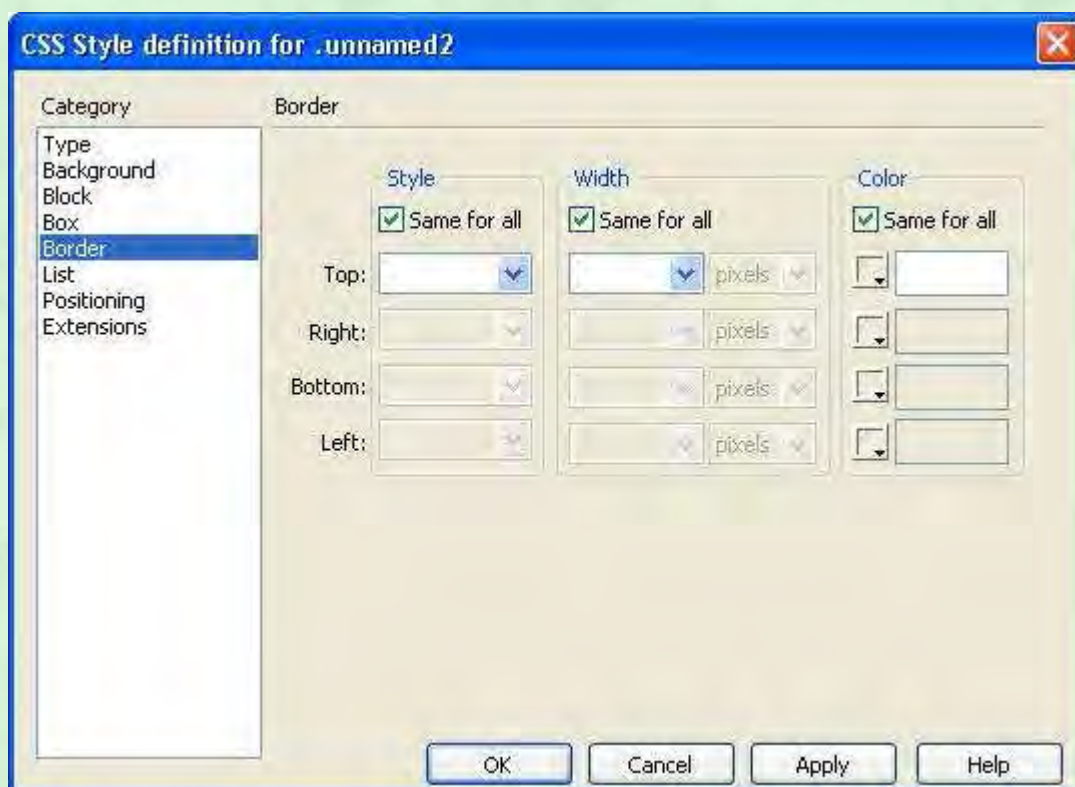 CSS Style definition for .unnamed2
Category
Border
Type
Background
Block
Box
Border
List
Positioning
Extensions
Style Width Color
Same for all Same for all Same for all
Top: pixels
Right: pixels
Bottom: pixels
Left: pixels
OK Cancel Apply Help